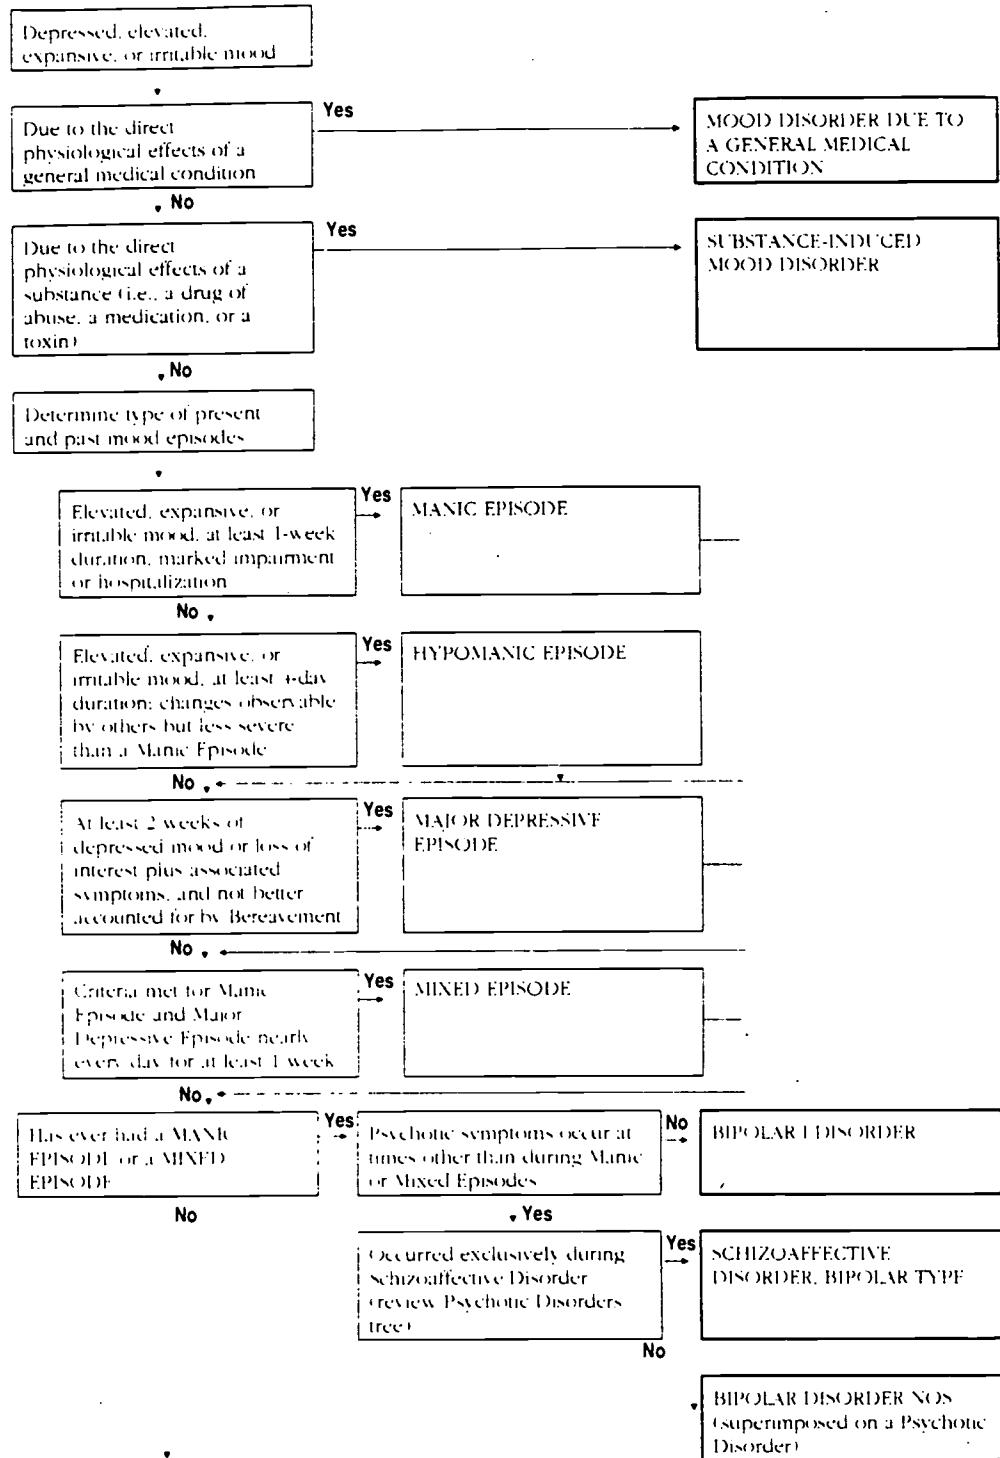 Depressed, elevated,
expansive, or irritable mood
Yes
Due to the direct
physiological effects of a
general medical condition
MOOD DISORDER DUE TO
A GENERAL MEDICAL
CONDITION
No
Yes
Due to the direct
physiological effects of a
substance (i.e., a drug of
abuse, a medication, or a
toxin)
SUBSTANCE-INDUCED
MOOD DISORDER
No
Determine type of present
and past mood episodes
Elevated, expansive, or
irritable mood, at least 1-week
duration, marked impairment
or hospitalization
Yes
MANIC EPISODE
No
Elevated, expansive, or
irritable mood, at least 4-day
duration; changes observable
by others but less severe
than a Manic Episode
Yes
HYPOMANIC EPISODE
No
At least 2 weeks of
depressed mood or loss of
interest plus associated
symptoms, and not better
accounted for by Bereavement
Yes
MAJOR DEPRESSIVE
EPISODE
No
Criteria met for Manic
Episode and Major
Depressive Episode nearly
every day for at least 1 week
Yes
MIXED EPISODE
No
Has ever had a MANIC
EPISODE or a MIXED
EPISODE
Yes
Psychotic symptoms occur at
times other than during Manic
or Mixed Episodes
No
BIPOLAR I DISORDER
No
Yes
Occurred exclusively during
Schizoaffective Disorder
(review Psychotic Disorders
tree)
Yes
SCHIZOAFFECTIVE
DISORDER, BIPOLAR TYPE
No
BIPOLAR DISORDER NOS
(superimposed on a Psychotic
Disorder)